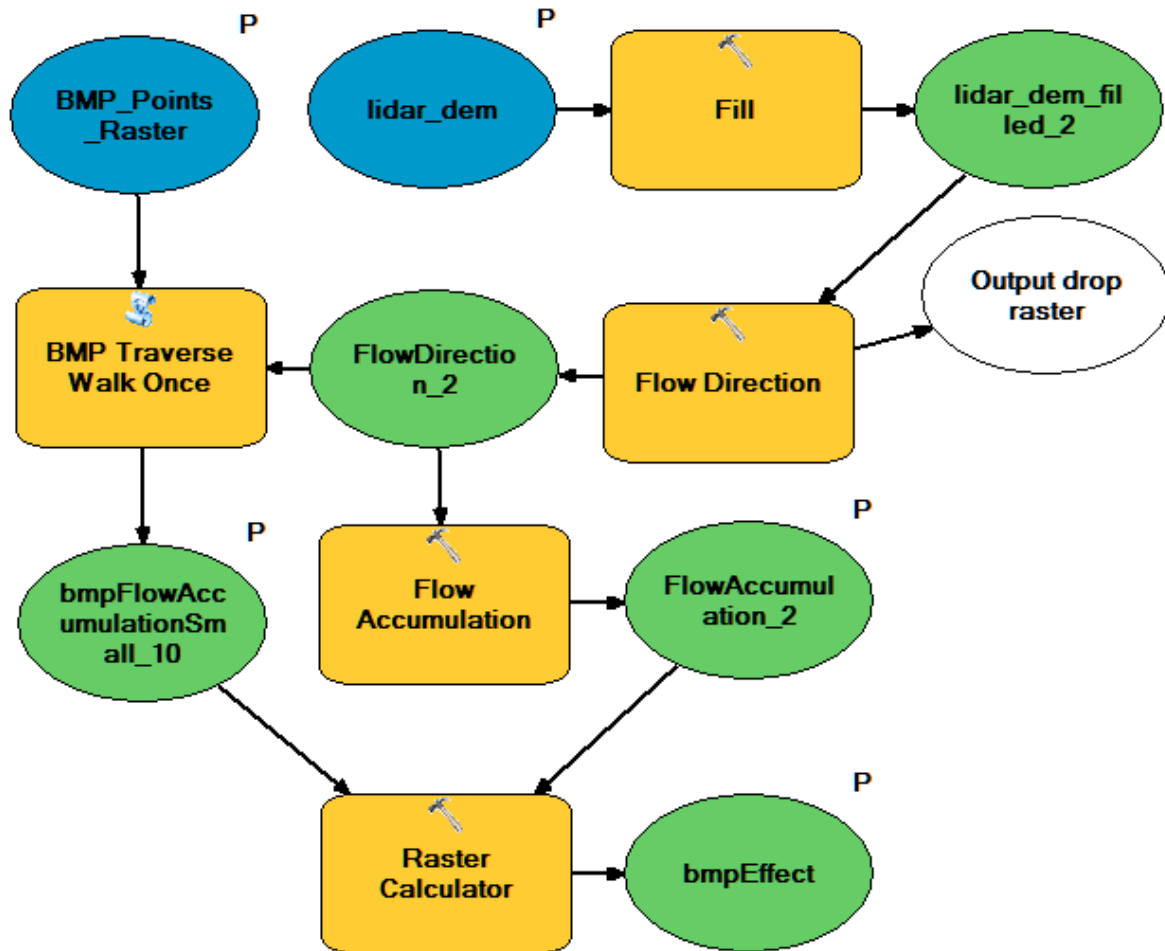 P
P
BMP_Points
_Raster
lidar_dem
Fill
lidar_dem_fil
led_2
Output drop
raster
BMP Traverse
Walk Once
FlowDirectio
n_2
Flow Direction
P
P
bmpFlowAcc
umulationSm
all_10
Flow
Accumulation
FlowAccumul
ation_2
P
Raster
Calculator
bmpEffect